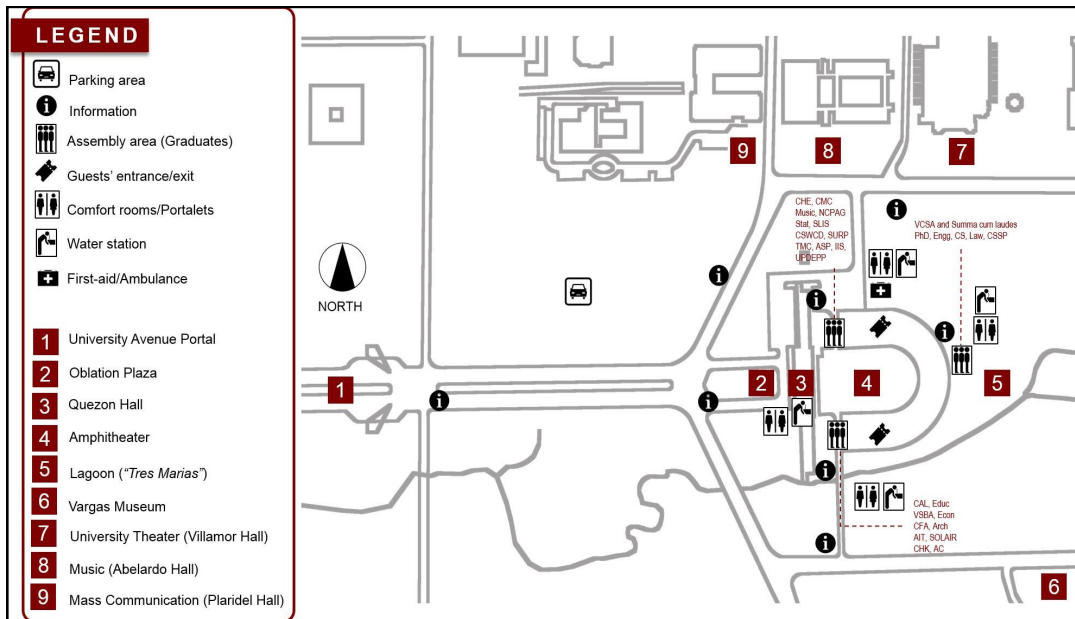 LEGEND
Parking area
i
Information
Assembly area (Graduates)
Guests' entrance/exit
Comfort rooms/Portalets
Water station
First-aid/Ambulance
1 University Avenue Portal
2 Oblation Plaza
3 Quezon Hall
4 Amphitheater
5 Lagoon ("Tres Marias")
6 Vargas Museum
7 University Theater (Villamor Hall)
8 Music (Abelardo Hall)
9 Mass Communication (Plaridel Hall)
NORTH
9
8
7
i
CHE, CMC
Music, NCPAG
Stat, SLIS
CSWCD, SURP
TMC, ASP, IIS,
UPDEPP
VCSA and Summa cum laudes
PhD, Engg, CS, Law, CSSP
i
i
i
1
i
i
2
3
4
5
i
CAL, Educ
VSBA, Econ
CFA, Arch
AIT, SOLAIR
CHK, AC
i
6